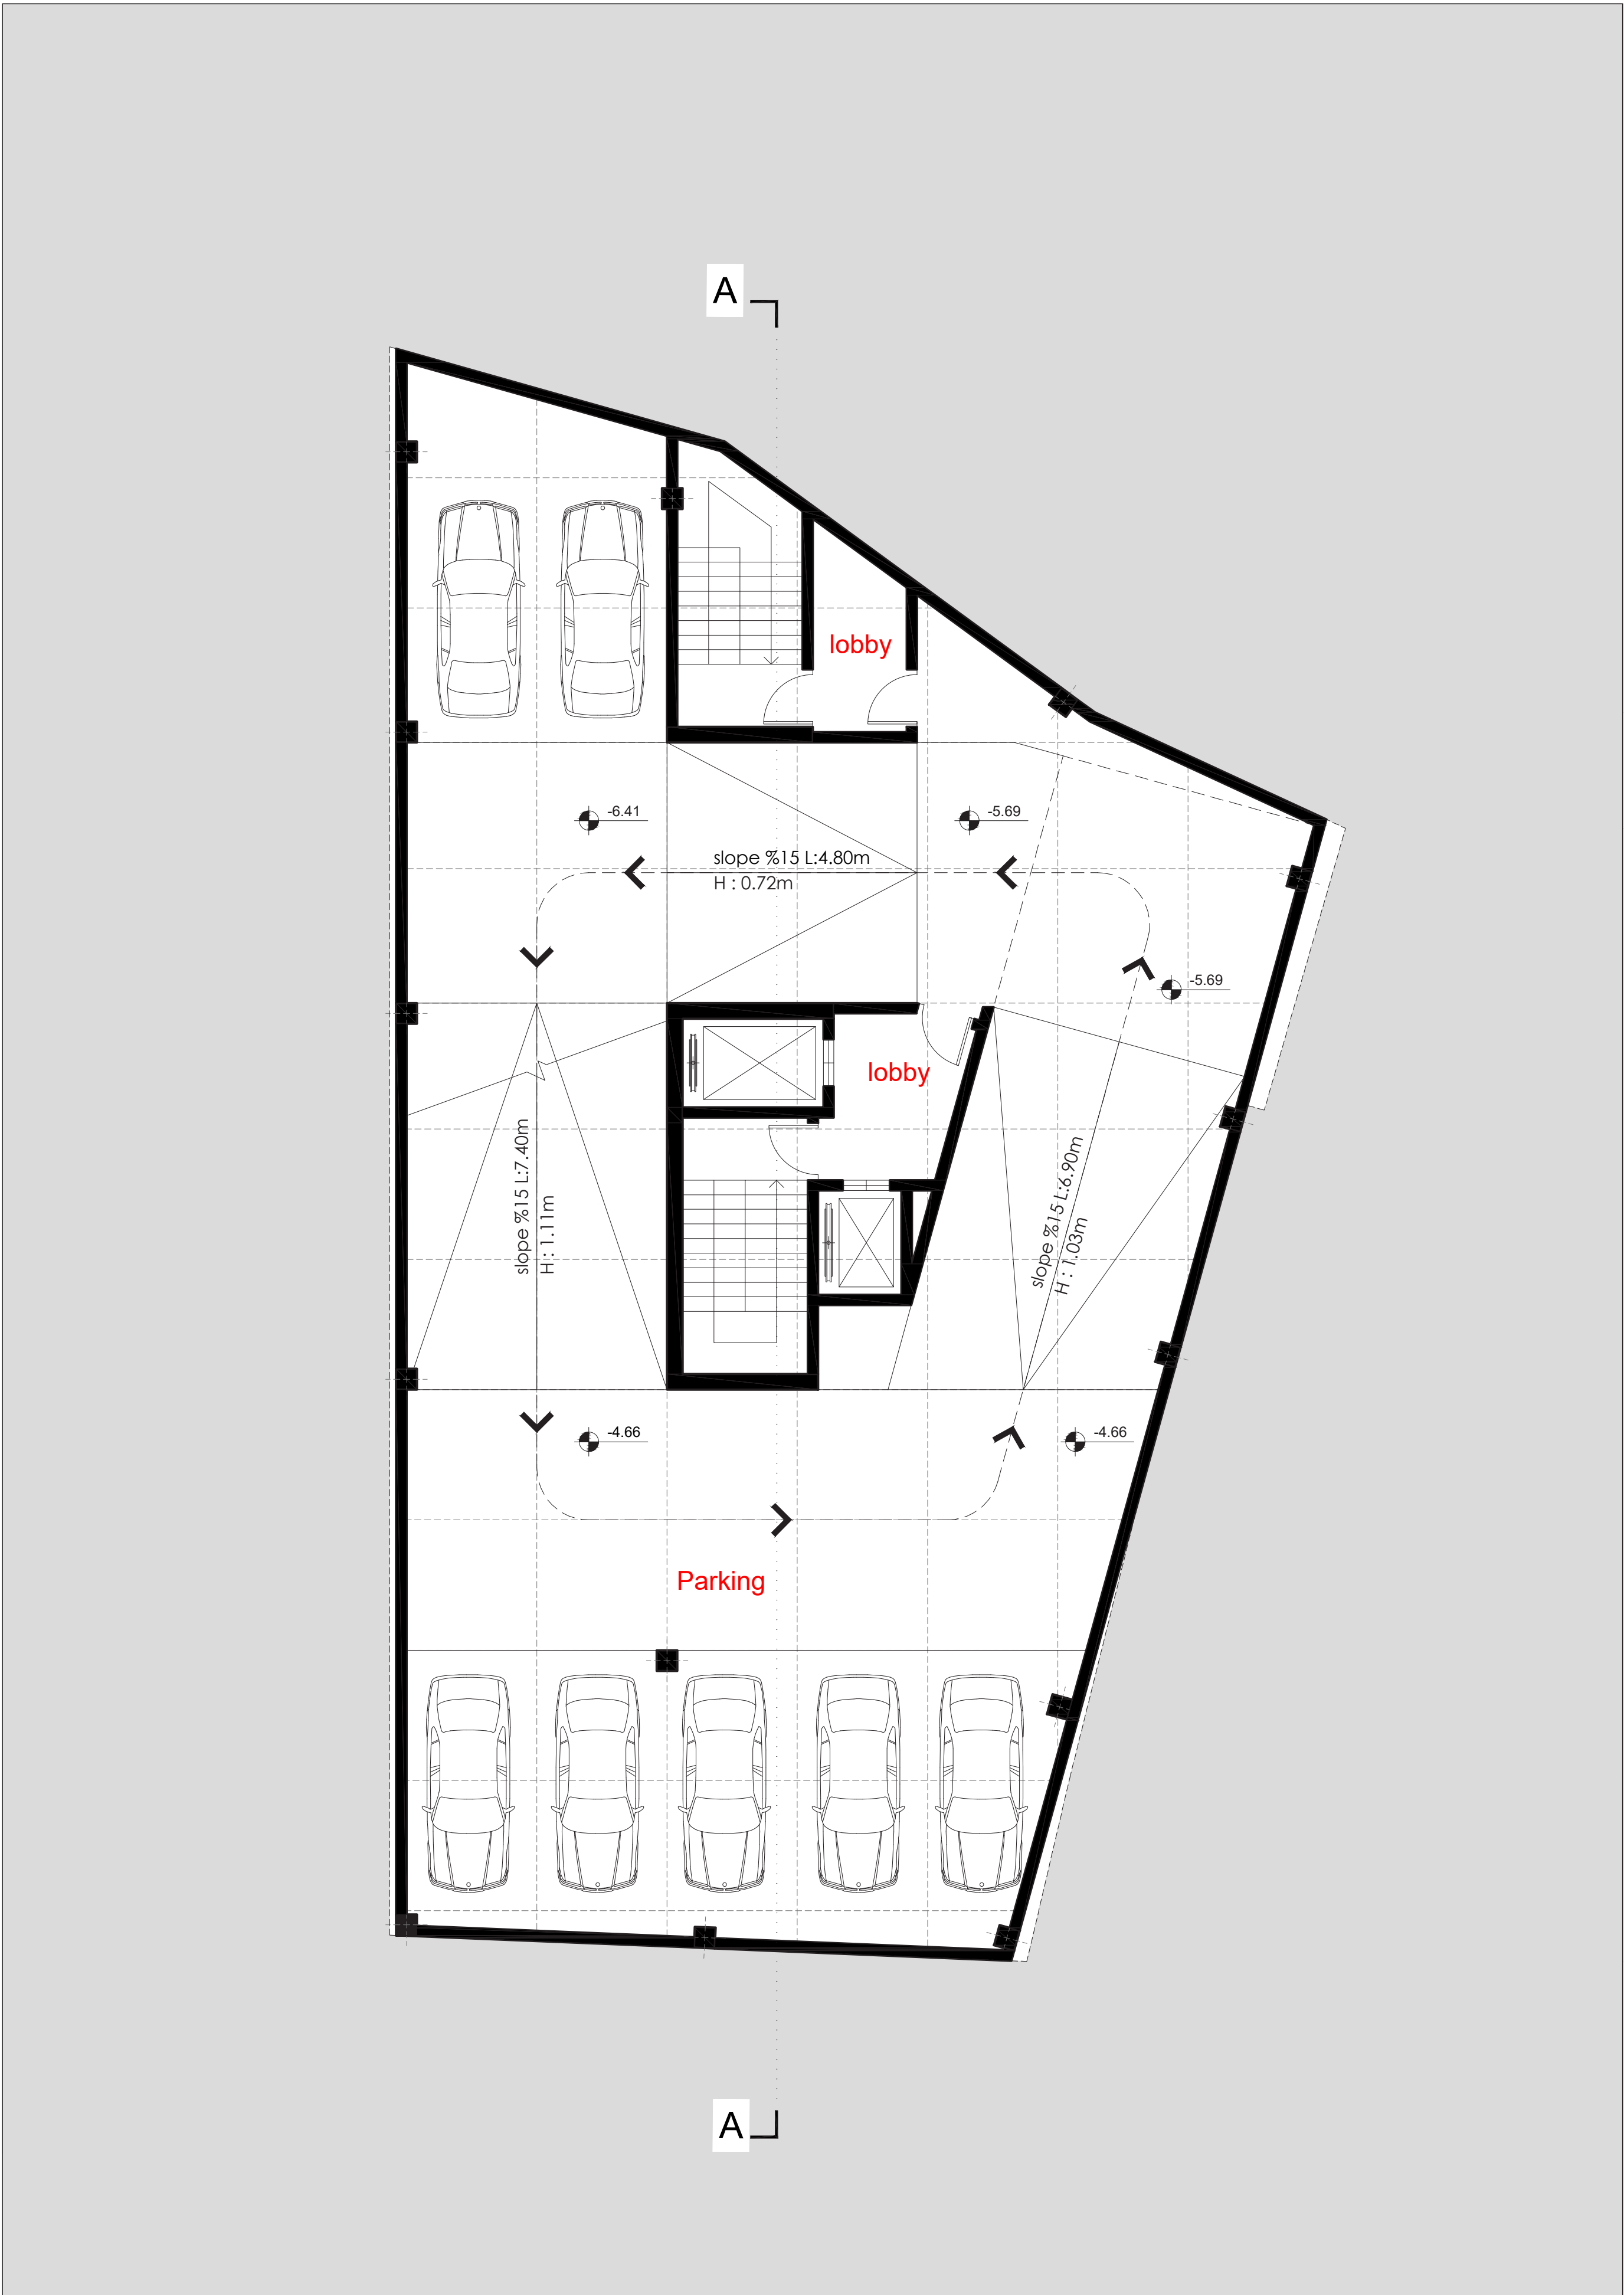 A
lobby
-6.41
-5.69
slope %15 L:4.80m
H : 0.72m
-5.69
lobby
slope %15 L:7.40m
H : 1.11m
slope %15 L:6.90m
H : 1.03m
-4.66
-4.66
Parking
A